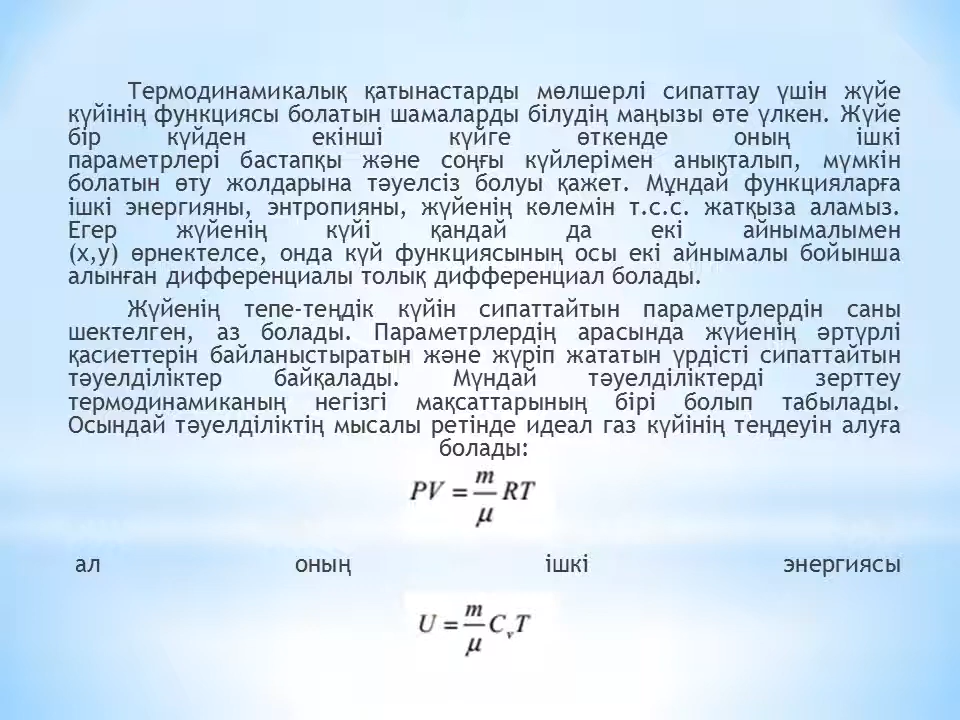 Термодинамикалық қатынастарды мөлшерлі сипаттау үшін жүйе
күйінің функциясы болатын шамаларды білудің маңызы өте үлкен. Жүйе
бір күйден екінші күйге өткенде оның ішкі
параметрлері бастапқы және соңғы күйлерімен анықталып, мүмкін
болатын өту жолдарына тәуелсіз болуы қажет. Мұндай функцияларға
ішкі энергияны, энтропияны, жүйенің көлемін т.с.с. жатқыза аламыз.
Егер жүйенің күйі қандай да екі айнымалымен
(x,y) өрнектелсе, онда күй функциясының осы екі айнымалы бойынша
алынған дифференциалы толық дифференциал болады.
Жүйенің тепе-теңдік күйін сипаттайтын параметрлердін саны
шектелген, аз болады. Параметрлердің арасында жүйенің әртүрлі
қасиеттерін байланыстыратын және жүріп жататын үрдісті сипаттайтын
тәуелділіктер байқалады. Мүндай тәуелділіктерді зерттеу
термодинамиканың негізгі мақсаттарының бірі болып табылады.
Осындай тәуелділіктің мысалы ретінде идеал газ күйінің теңдеуін алуға
болады:
PV = m/μ RT
ал оның ішкі энергиясы
U = m/μ C_v T